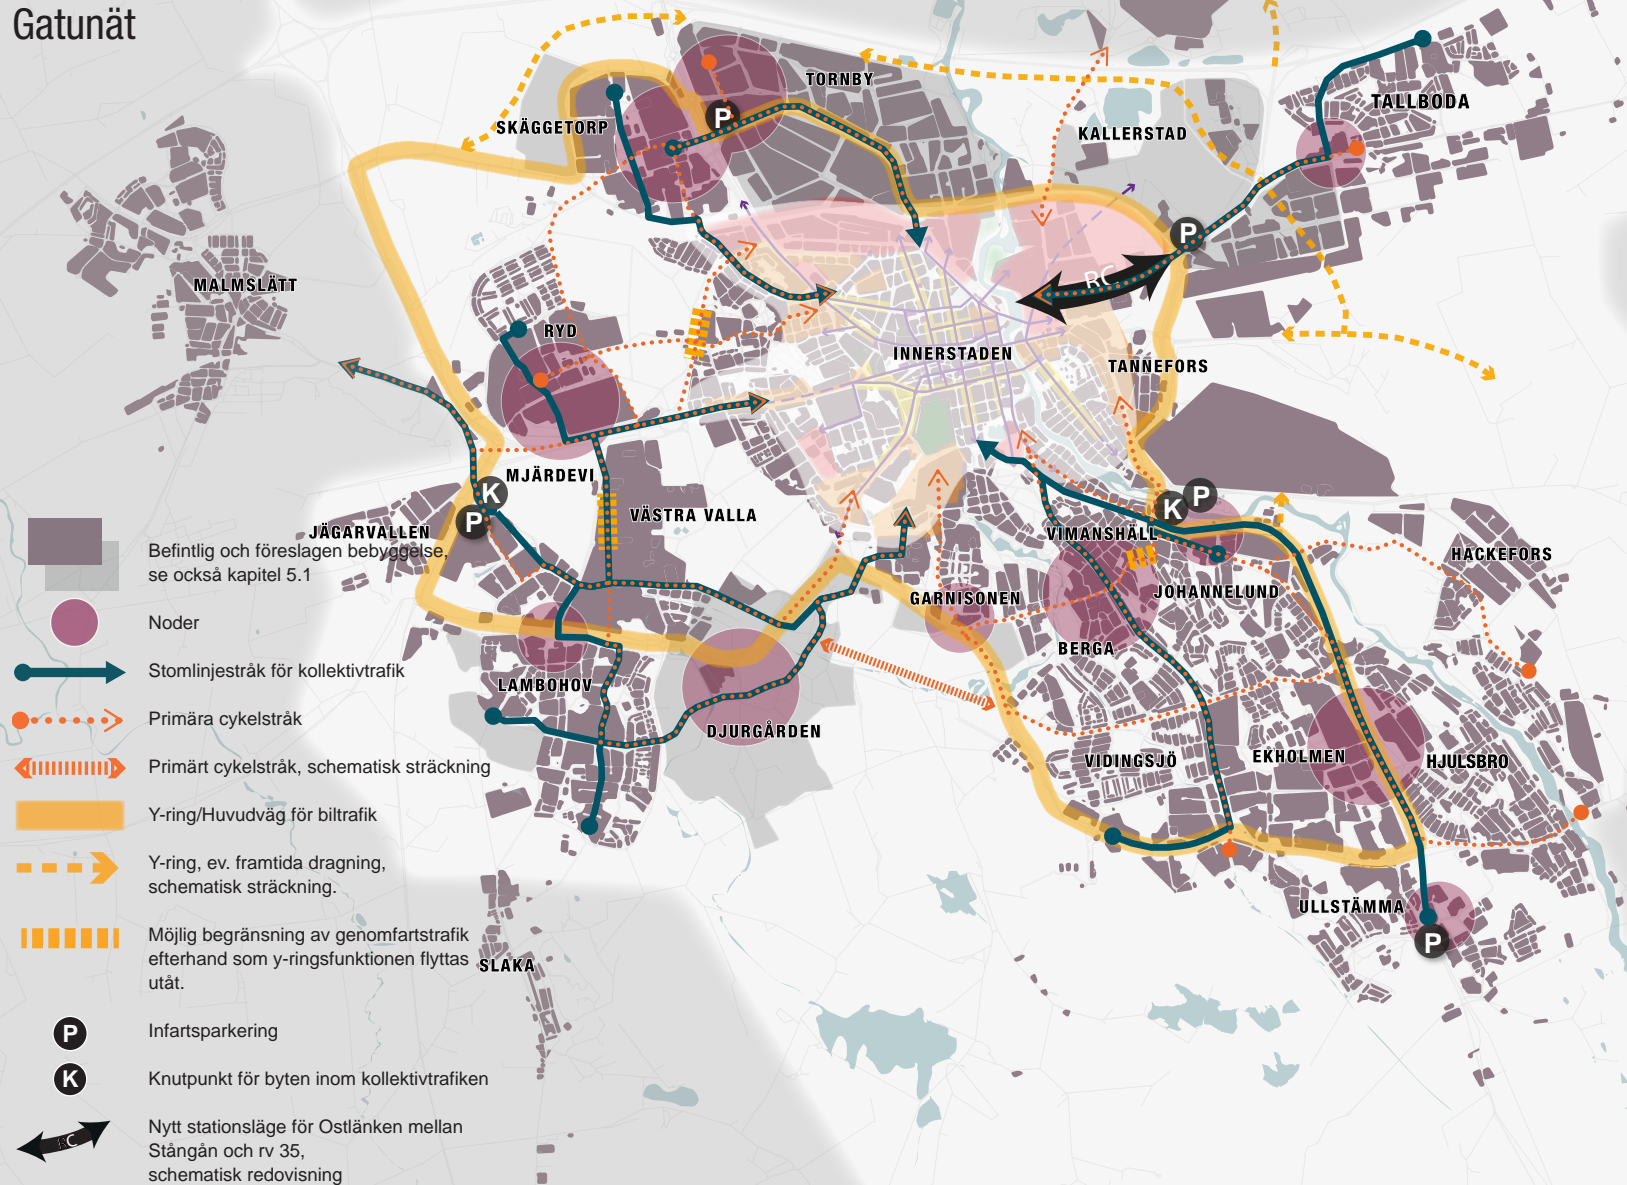 Gatunät
TORNBY
SKÄGGETORP
P
TALLBODA
KALLERSTAD
P
RC
MALMSLÄTT
RYD
INNERSTADEN
TANNEFORS
MJÄRDEVI
K
P
JÄGARVALLEN
VÄSTRA VALLA
K
P
VIMANSHÄLL
HACKEFORS
GARNISONEN
JOHANNELUND
BERGA
LAMBOHOV
DJURGÅRDEN
VIDINGSJÖ
EKHOLMEN
HJULSBRO
ULLSTÄMMA
P
SLAKA
Befintlig och föreslagen bebyggelse,
se också kapitel 5.1
Noder
Stomlinjestråk för kollektivtrafik
Primära cykelstråk
Primärt cykelstråk, schematisk sträckning
Y-ring/Huvudväg för biltrafik
Y-ring, ev. framtida dragning,
schematisk sträckning.
Möjlig begränsning av genomfartstrafik
efterhand som y-ringsfunktionen flyttas
utåt.
P
Infartsparkering
K
Knutpunkt för byten inom kollektivtrafiken
RC
Nytt stationsläge för Ostlänken mellan
Stångån och rv 35,
schematisk redovisning